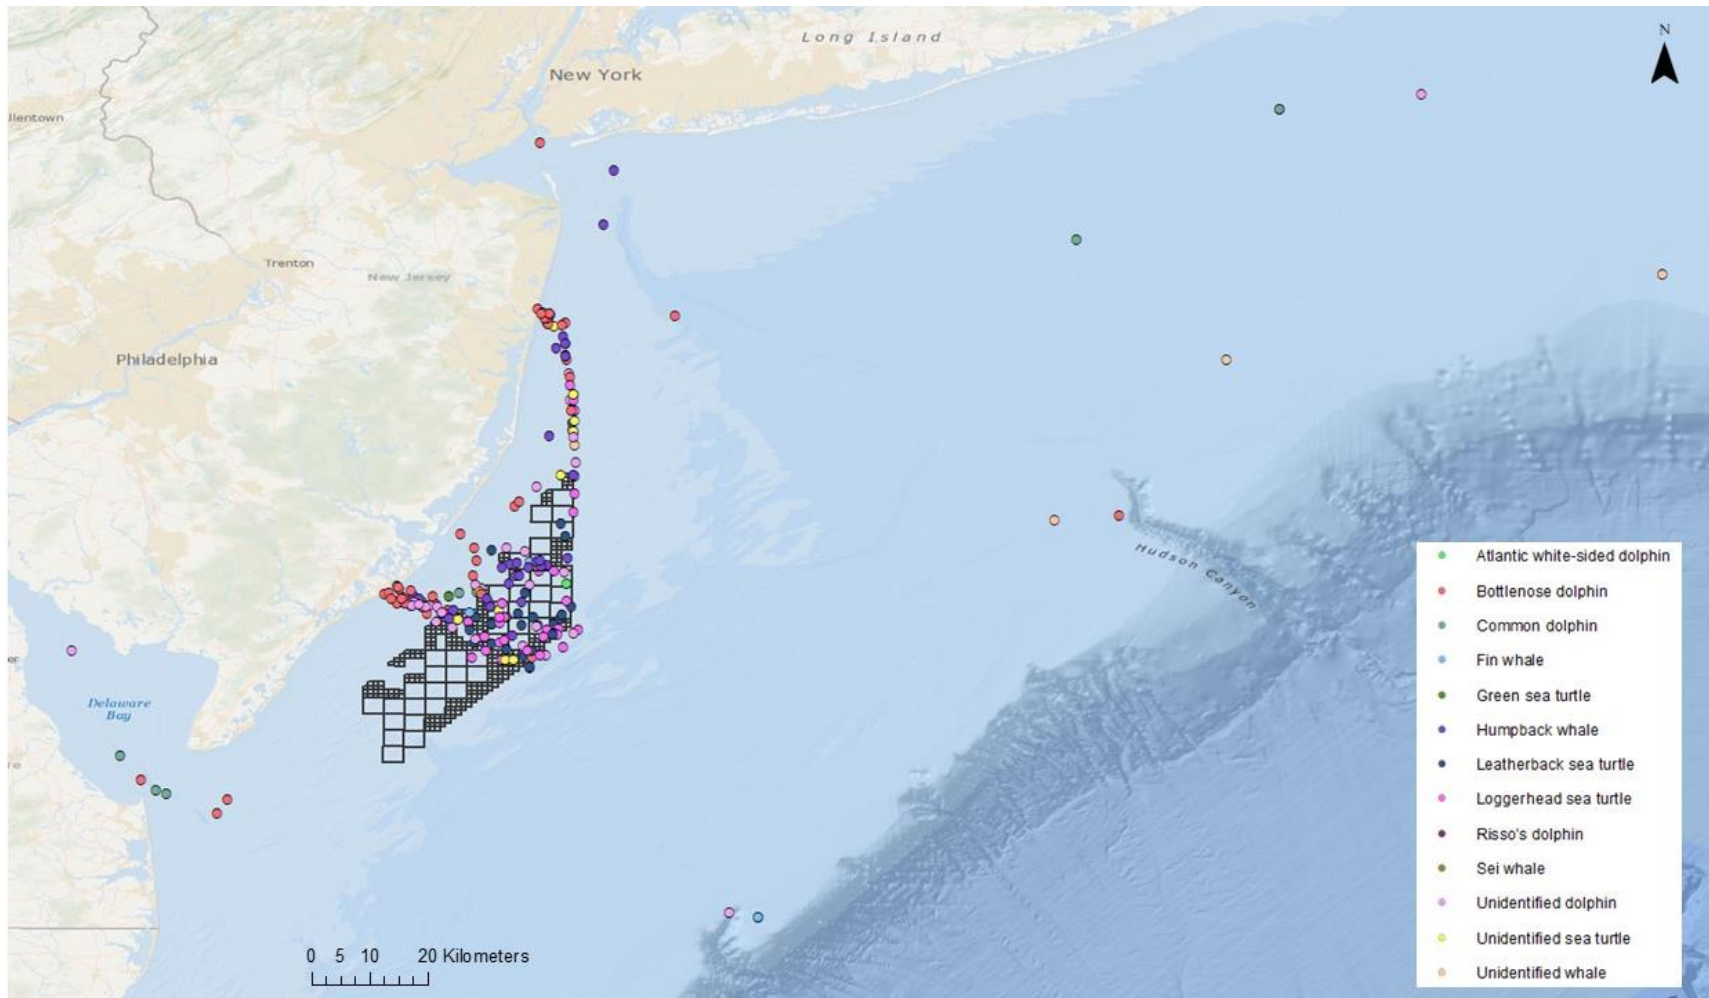 Long Island
N
New York
llentown
Trenton
New Jersey
Philadelphia
Hudson Canyon
er
Delaware
Bay
re
Atlantic white-sided dolphin
Bottlenose dolphin
Common dolphin
Fin whale
Green sea turtle
Humpback whale
Leatherback sea turtle
Loggerhead sea turtle
Risso's dolphin
Sei whale
Unidentified dolphin
Unidentified sea turtle
Unidentified whale
0 5 10 20 Kilometers